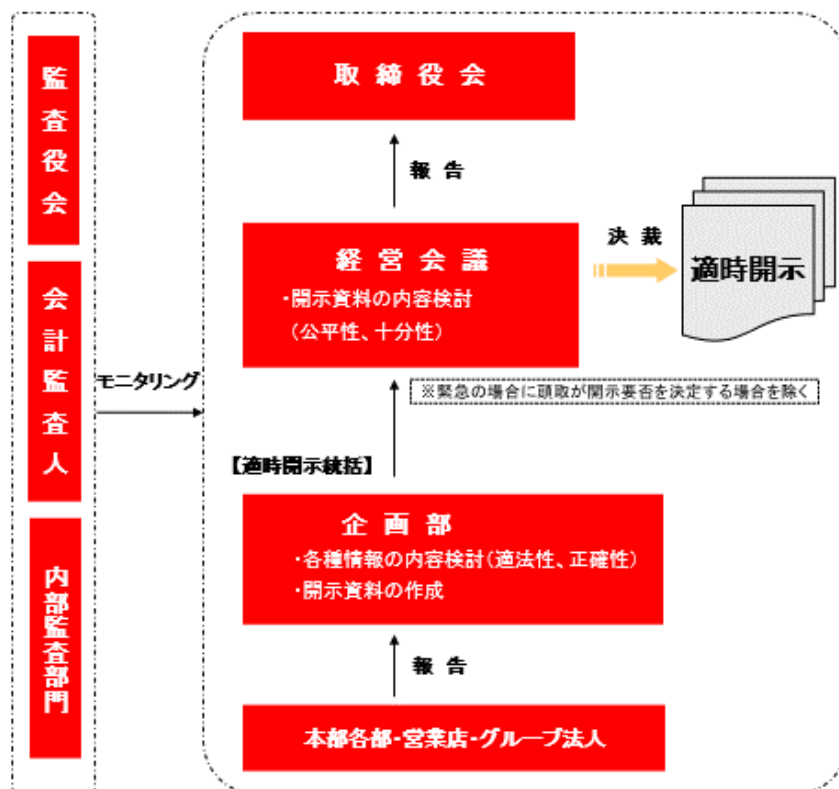 監査役会
会計監査人
内部監査部門
モニタリング
取締役会
報告
経営会議
・開示資料の内容検討
(公平性、十分性)
決裁
適時開示
※緊急の場合に頭取が開示要否を決定する場合を除く
【適時開示統括】
企画部
・各種情報の内容検討(適法性、正確性)
・開示資料の作成
報告
本部各部・営業店・グループ法人